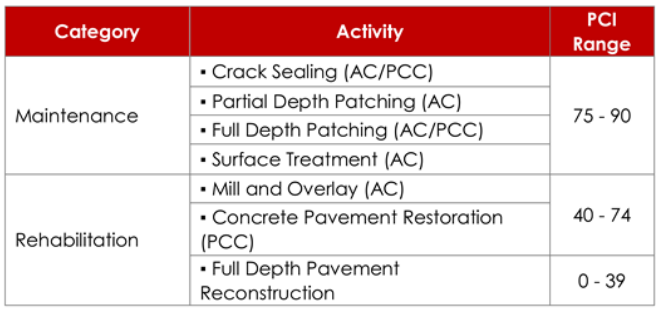 Category Activity PCI Range
Maintenance
▪ Crack Sealing (AC/PCC)
▪ Partial Depth Patching (AC)
▪ Full Depth Patching (AC/PCC)
▪ Surface Treatment (AC)
75 - 90
Rehabilitation
▪ Mill and Overlay (AC)
▪ Concrete Pavement Restoration
(PCC)
40 - 74
▪ Full Depth Pavement
Reconstruction
0 - 39